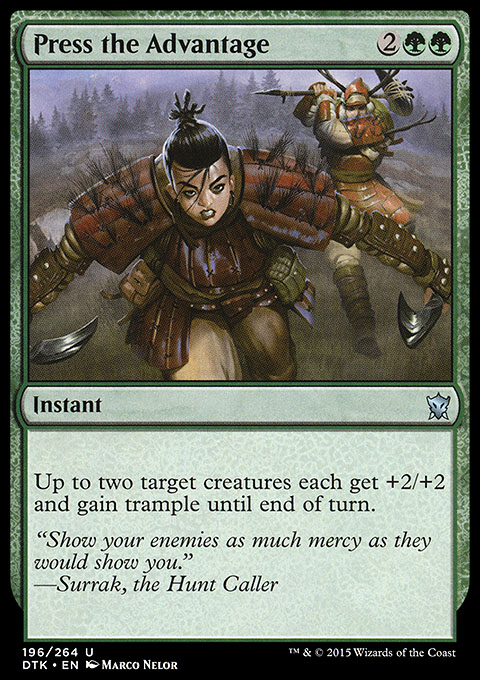 Press the Advantage 2
Instant
Up to two target creatures each get +2/+2
and gain trample until end of turn.
“Show your enemies as much mercy as they
would show you.”
—Surrak, the Hunt Caller
196/264 U
DTK • EN Marco Nelor
™ & © 2015 Wizards of the Coast